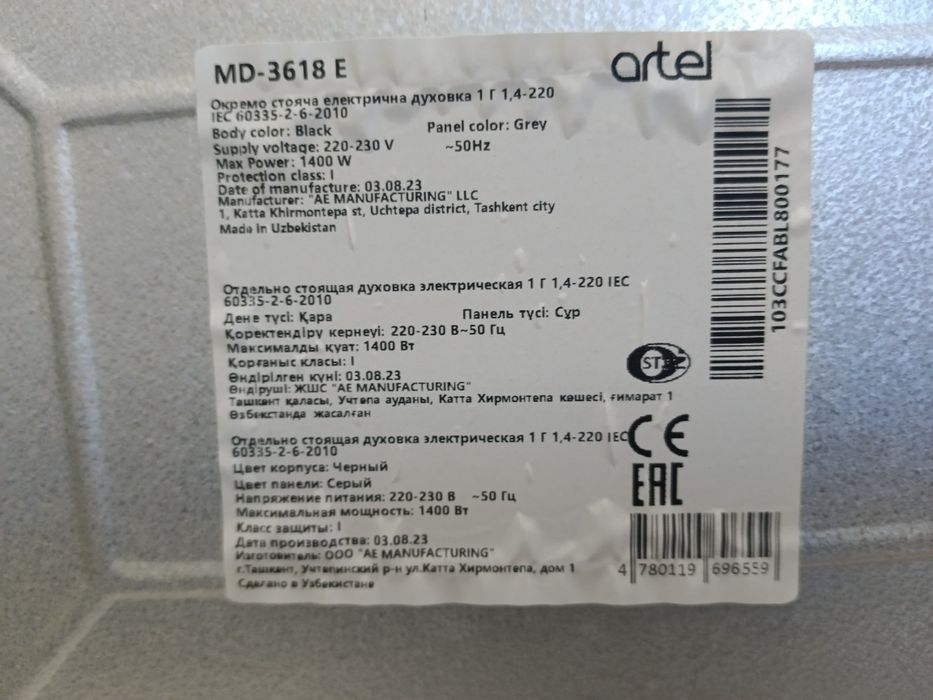 MD-3618 E
artel
Окремо стояча електрична духовка 1 Г 1,4-220
IEC 60335-2-6-2010
Body color: Black Panel color: Grey
Supply voltage: 220-230 V ~50Hz
Max Power: 1400 W
Protection class: I
Date of manufacture: 03.08.23
Manufacturer: "AE MANUFACTURING" LLC
1, Katta Khirmontepa st, Uchtepa district, Tashkent city
Made in Uzbekistan
103CCFABL800177
Отдельно стоящая духовка электрическая 1 Г 1,4-220 IEC
60335-2-6-2010
Дене түсі: Қара Панель түсі: Сұр
Қоректендіру кернеуі: 220-230 В~50 Гц
Максималды қуат: 1400 Вт
Қорғаныс класы: I
Өндірілген күні: 03.08.23
Өндіруші: ЖШС "AE MANUFACTURING"
Ташкент қаласы, Учтепа ауданы, Катта Хирмонтепа көшесі, ғимарат 1
Өзбекстанда жасалған
Отдельно стоящая духовка электрическая 1 Г 1,4-220 IEC
60335-2-6-2010
Цвет корпуса: Черный
Цвет панели: Серый
Напряжение питания: 220-230 В ~50 Гц
Максимальная мощность: 1400 Вт
Класс защиты: I
Дата производства: 03.08.23
Изготовитель: ООО "AE MANUFACTURING"
г.Ташкент, Учтепинский р-н ул.Катта Хирмонтепа, дом 1
Сделано в Узбекистане
CE
EAC
4 780119 696559